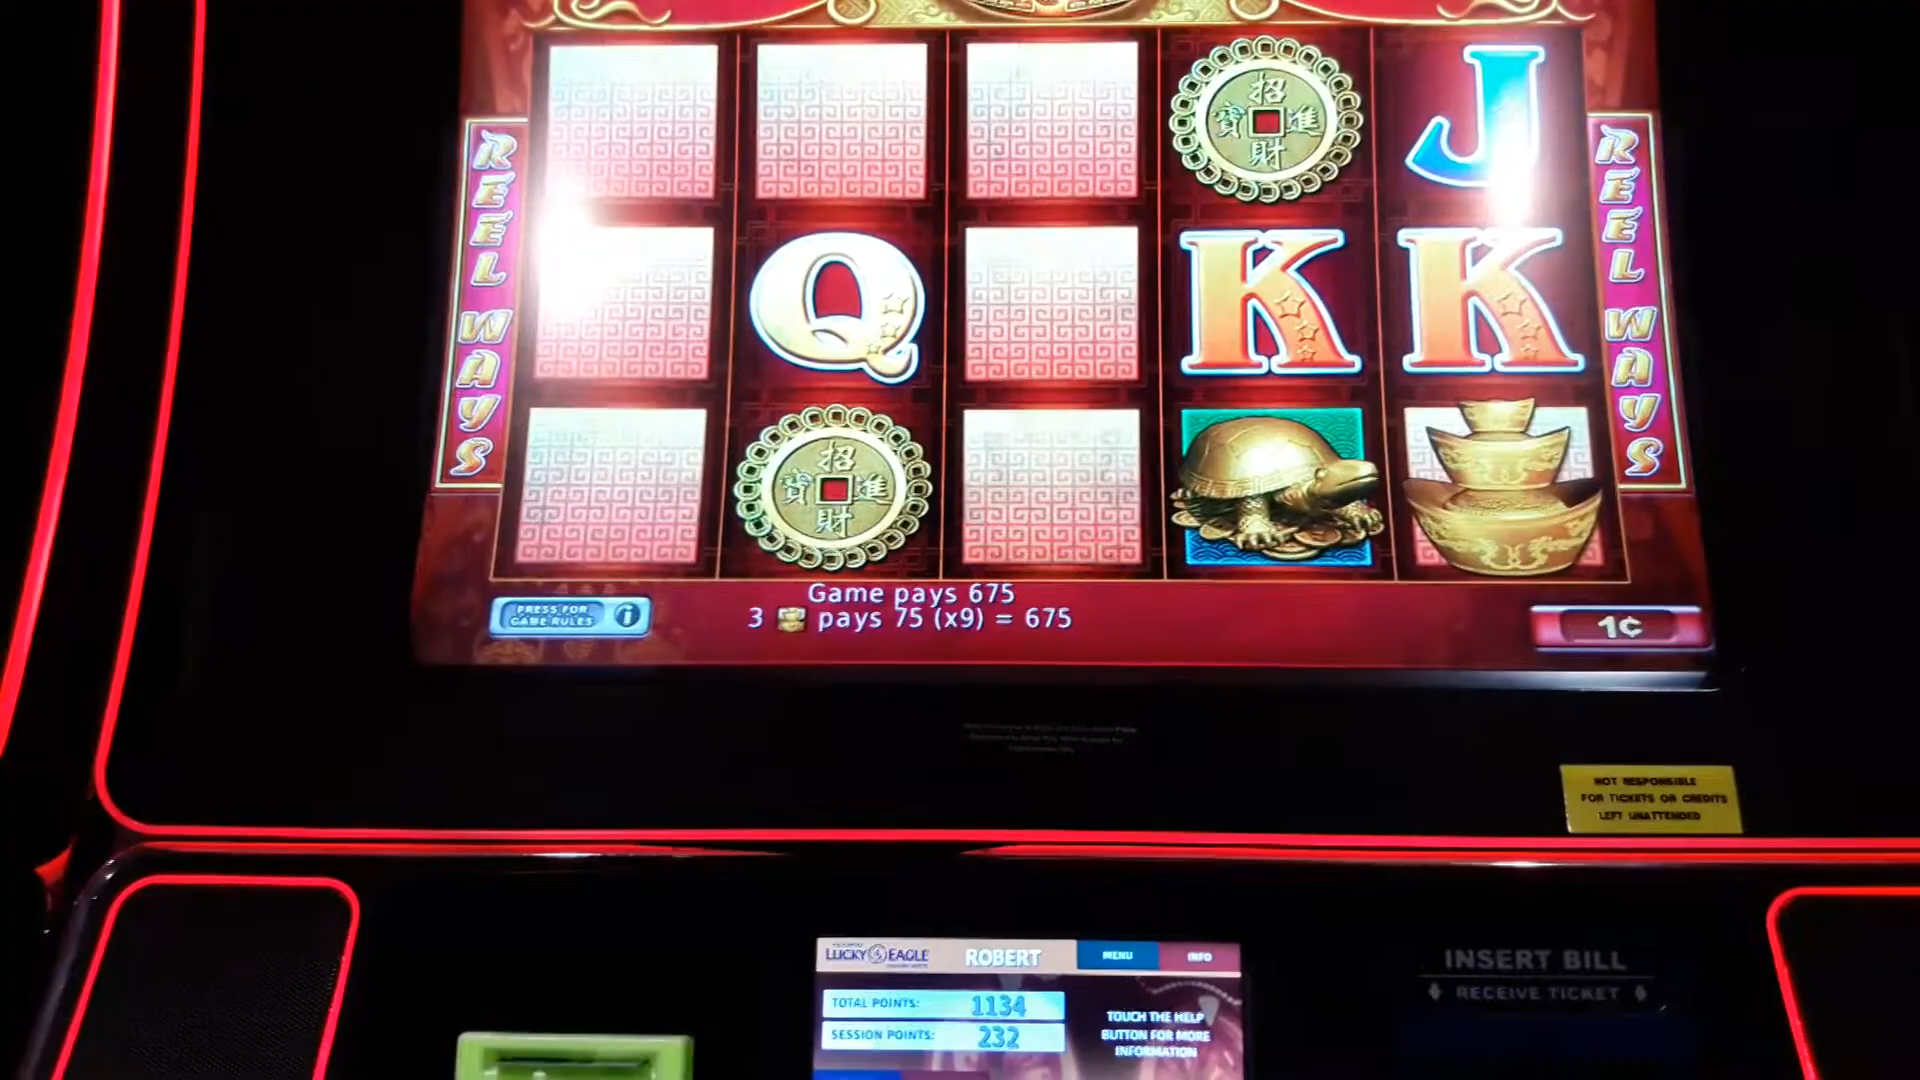 招
寶 進
財
J
REEL WAYS
REEL WAYS
Q
K
K
招
寶 進
財
Game pays 675
3 pays 75 (x9) = 675
PRESS FOR
GAME RULES
i
1¢
NOT RESPONSIBLE
FOR TICKETS OR CREDITS
LEFT UNATTENDED
LUCKY EAGLE
ROBERT
MENU
INFO
TOTAL POINTS: 1134
SESSION POINTS: 232
TOUCH THE HELP
BUTTON FOR MORE
INFORMATION
INSERT BILL
RECEIVE TICKET